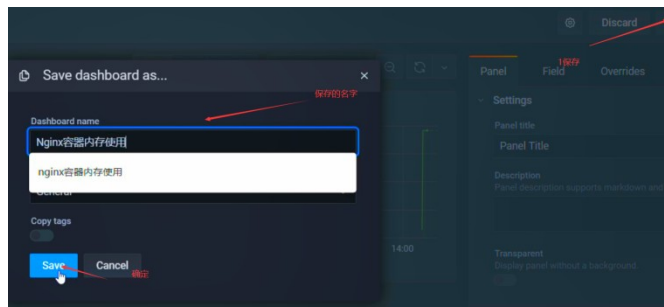 Discard
Save dashboard as...
×
保存的名字
Panel
Field
1保存
Overrides
Settings
Dashboard name
Nginx容器内存使用
nginx容器内存使用
General
Copy tags
Save
Cancel
确定
14:00
Panel title
Panel Title
Description
Panel description supports markdown and
Transparent
Display panel without a background.